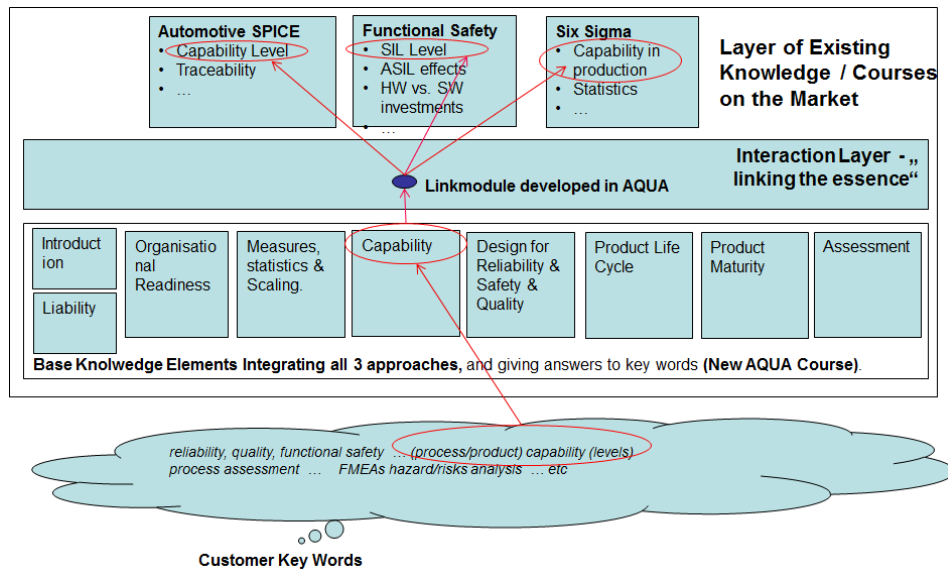 Automotive SPICE
• Capability Level
• Traceability
• …
Functional Safety
• SIL Level
• ASIL effects
• HW vs. SW
investments
• …
Six Sigma
• Capability in
production
• Statistics
• …
Layer of Existing
Knowledge / Courses
on the Market
Interaction Layer - „
linking the essence“
Linkmodule developed in AQUA
Introduct
ion
Liability
Organisatio
nal
Readiness
Measures,
statistics &
Scaling.
Capability
Design for
Reliability &
Safety &
Quality
Product Life
Cycle
Product
Maturity
Assessment
Base Knolwedge Elements Integrating all 3 approaches, and giving answers to key words (New AQUA Course).
reliability, quality, functional safety … (process/product) capability (levels)
process assessment … FMEAs hazard/risks analysis … etc
Customer Key Words